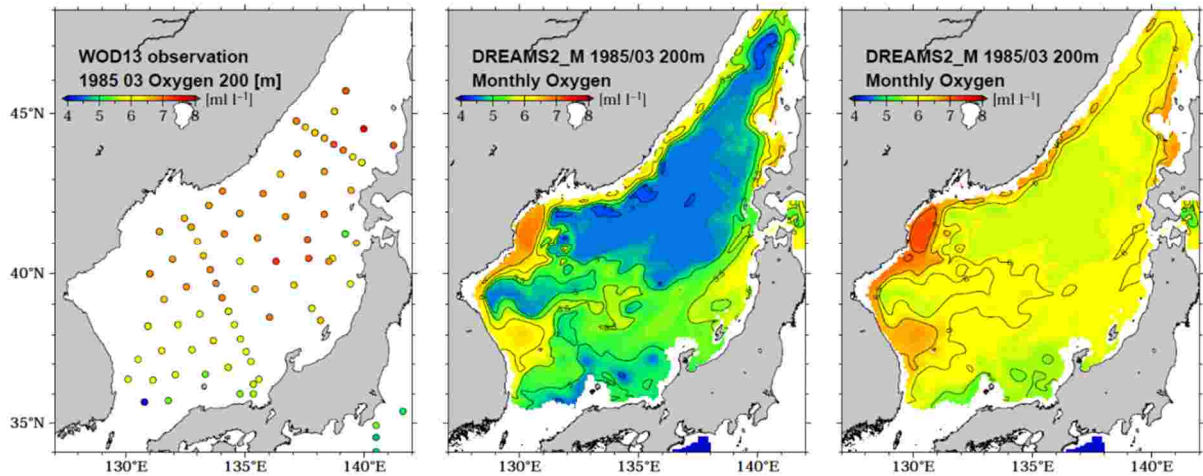 WOD13 observation
1985 03 Oxygen 200 [m]
[ml l⁻¹]
4 5 6 7 8
DREAMS2_M 1985/03 200m
Monthly Oxygen
[ml l⁻¹]
4 5 6 7 8
DREAMS2_M 1985/03 200m
Monthly Oxygen
[ml l⁻¹]
4 5 6 7 8
45°N
40°N
35°N
130°E 135°E 140°E
130°E 135°E 140°E
130°E 135°E 140°E